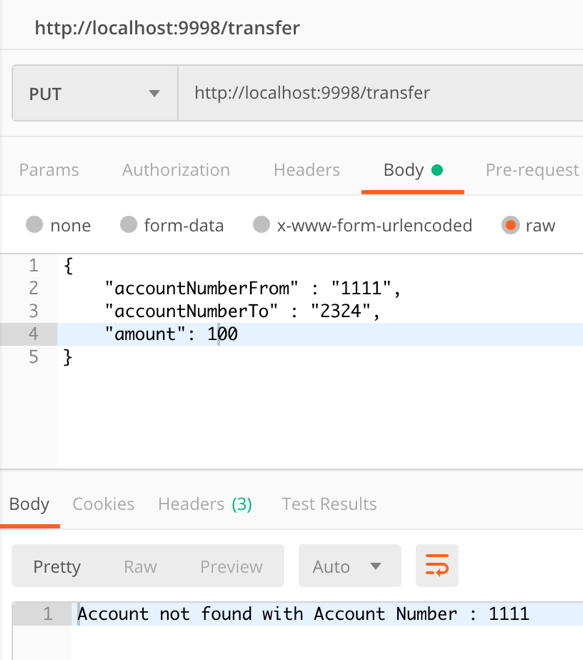 http://localhost:9998/transfer
PUT http://localhost:9998/transfer
Params Authorization Headers Body Pre-request
none form-data x-www-form-urlencoded raw
1 {
2 "accountNumberFrom" : "1111",
3 "accountNumberTo" : "2324",
4 "amount": 100
5 }
Body Cookies Headers (3) Test Results
Pretty Raw Preview Auto
1 Account not found with Account Number : 1111